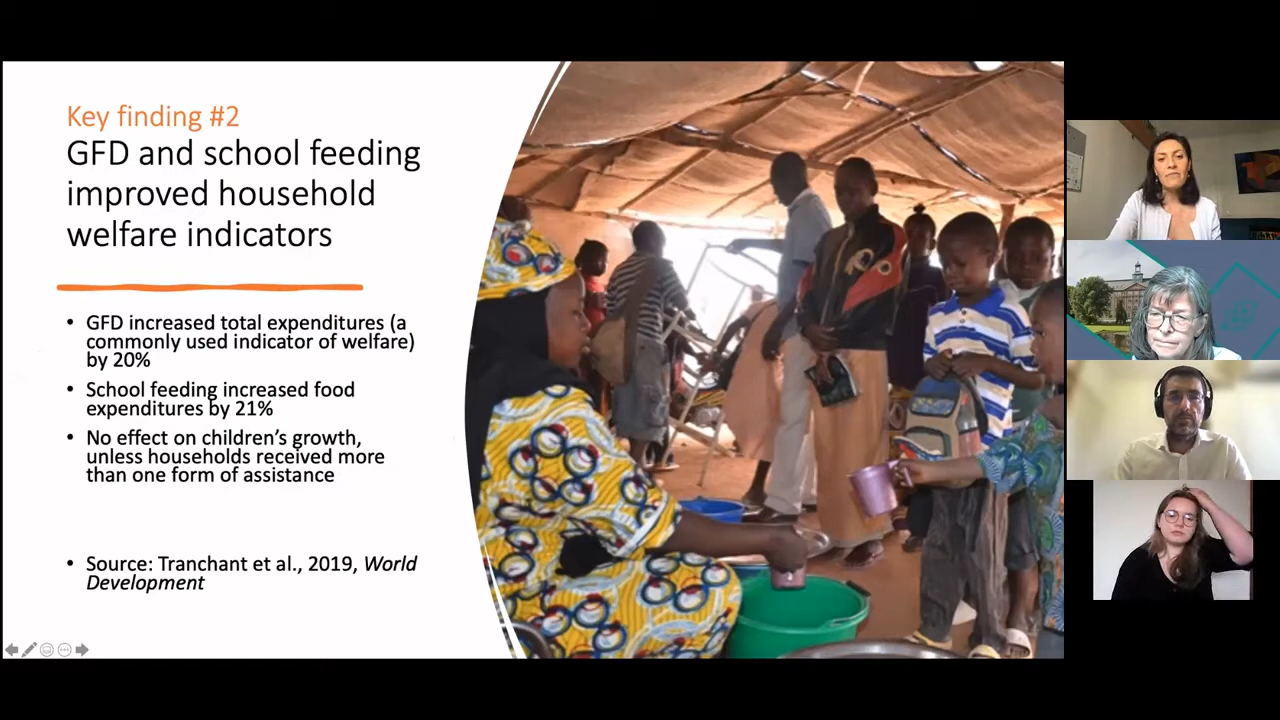 Key finding #2
GFD and school feeding
improved household
welfare indicators
• GFD increased total expenditures (a
commonly used indicator of welfare)
by 20%
• School feeding increased food
expenditures by 21%
• No effect on children’s growth,
unless households received more
than one form of assistance
• Source: Tranchant et al., 2019, World
Development